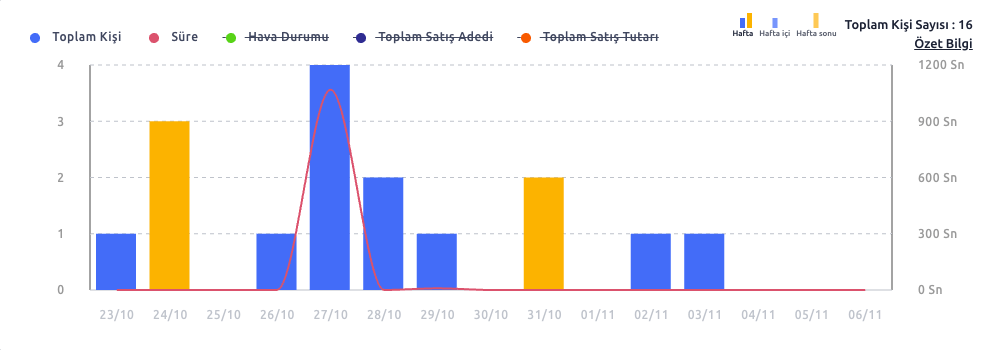 Toplam Kişi Süre Hava Durumu Toplam Satış Adedi Toplam Satış Tutarı
Hafta Hafta içi Hafta sonu
Toplam Kişi Sayısı : 16
Özet Bilgi
4 1200 Sn
3 900 Sn
2 600 Sn
1 300 Sn
0 0 Sn
23/10 24/10 25/10 26/10 27/10 28/10 29/10 30/10 31/10 01/11 02/11 03/11 04/11 05/11 06/11